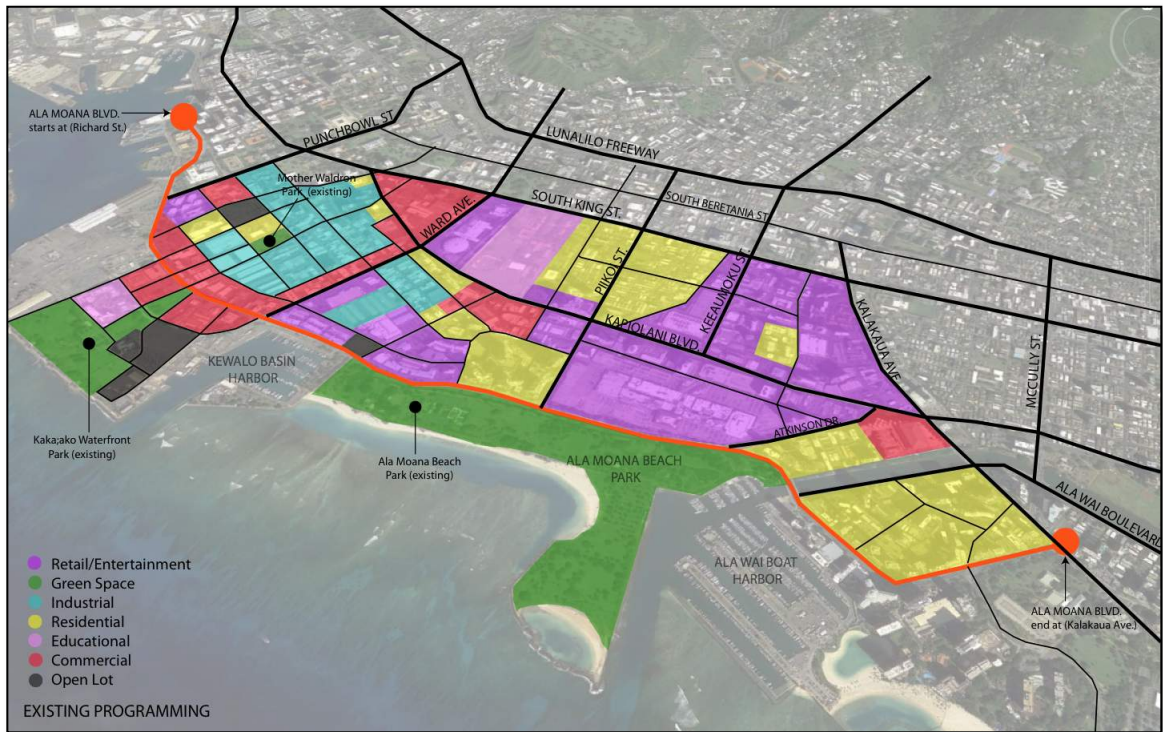 ALA MOANA BLVD.
starts at (Richard St.)
PUNCHBOWL ST
LUNALILO FREEWAY
Mother Waldron
Park (existing)
WARD AVE.
SOUTH KING ST.
SOUTH BERETANIA ST
PIIKOI ST.
KEEAUMOKU ST
KAPIOLANI BLVD.
KALAKAUA AVE
MCCULLY ST.
KEWALO BASIN
HARBOR
ATKINSON DR.
Kaka;ako Waterfront
Park (existing)
Ala Moana Beach
Park (existing)
ALA MOANA BEACH
PARK
ALA WAI BOULEVARD
ALA WAI BOAT
HARBOR
ALA MOANA BLVD.
end at (Kalakaua Ave.)
Retail/Entertainment
Green Space
Industrial
Residential
Educational
Commercial
Open Lot
EXISTING PROGRAMMING